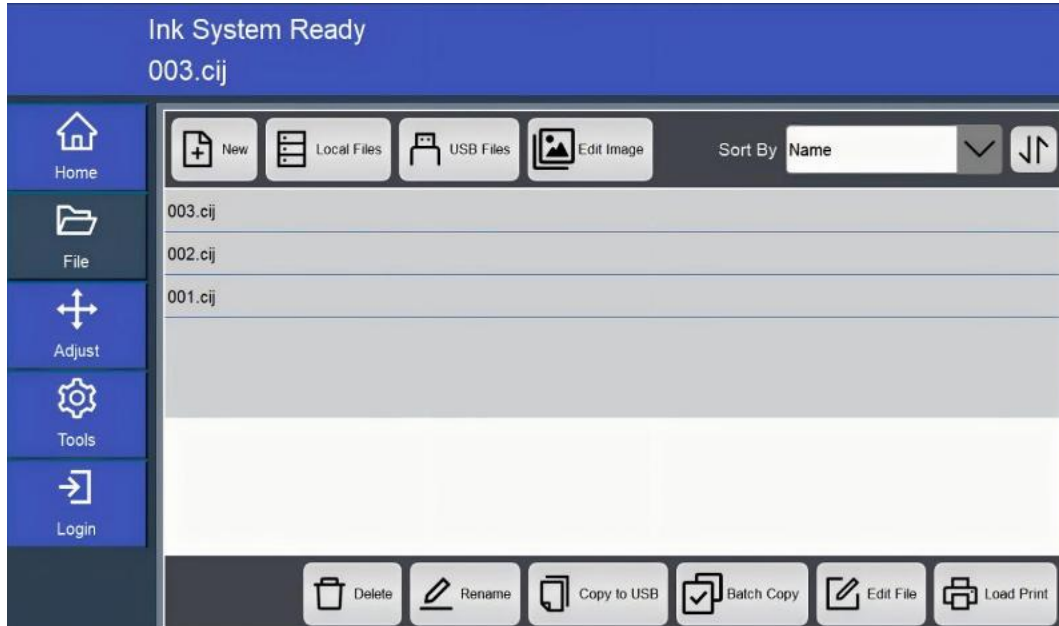 Ink System Ready
003.cij
Home
File
Adjust
Tools
Login
New Local Files USB Files Edit Image Sort By Name
003.cij
002.cij
001.cij
Delete Rename Copy to USB Batch Copy Edit File Load Print